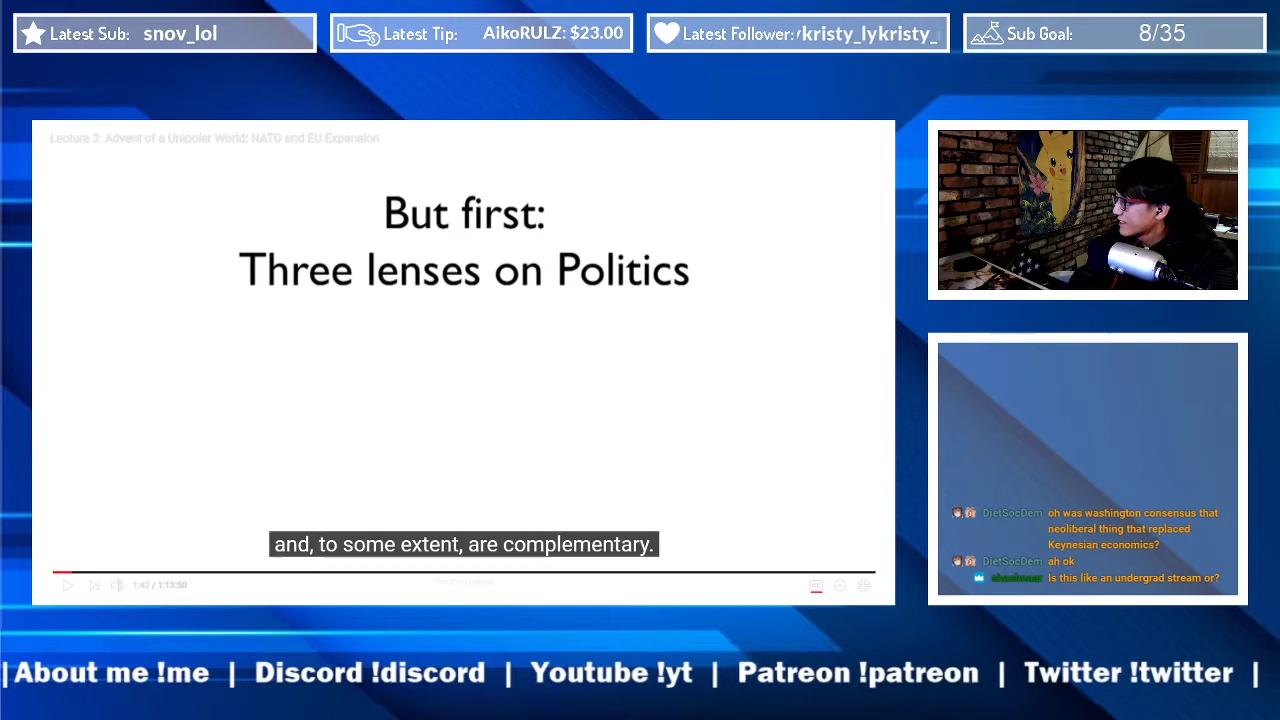 Latest Sub: snov_lol
Latest Tip: AikoRULZ: $23.00
Latest Follower: kristy_lykristy_
Sub Goal: 8/35
Lecture 3: Advent of a Unipolar World: NATO and EU Expansion
But first:
Three lenses on Politics
and, to some extent, are complementary.
1:43 / 1:13:50
CC
DietSocDem oh was washington consensus that
neoliberal thing that replaced
Keynesian economics?
DietSocDem ah ok
Is this like an undergrad stream or?
|About me !me | Discord !discord | Youtube !yt | Patreon !patreon | Twitter !twitter |